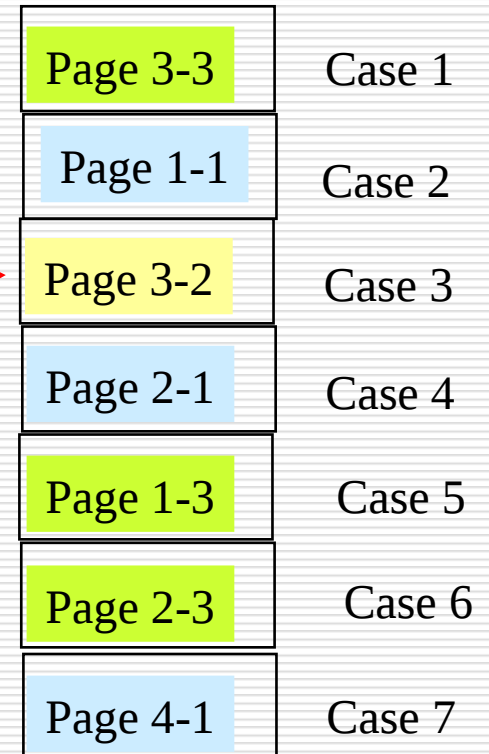 Page 3-3 Case 1
Page 1-1 Case 2
Page 3-2 Case 3
Page 2-1 Case 4
Page 1-3 Case 5
Page 2-3 Case 6
Page 4-1 Case 7